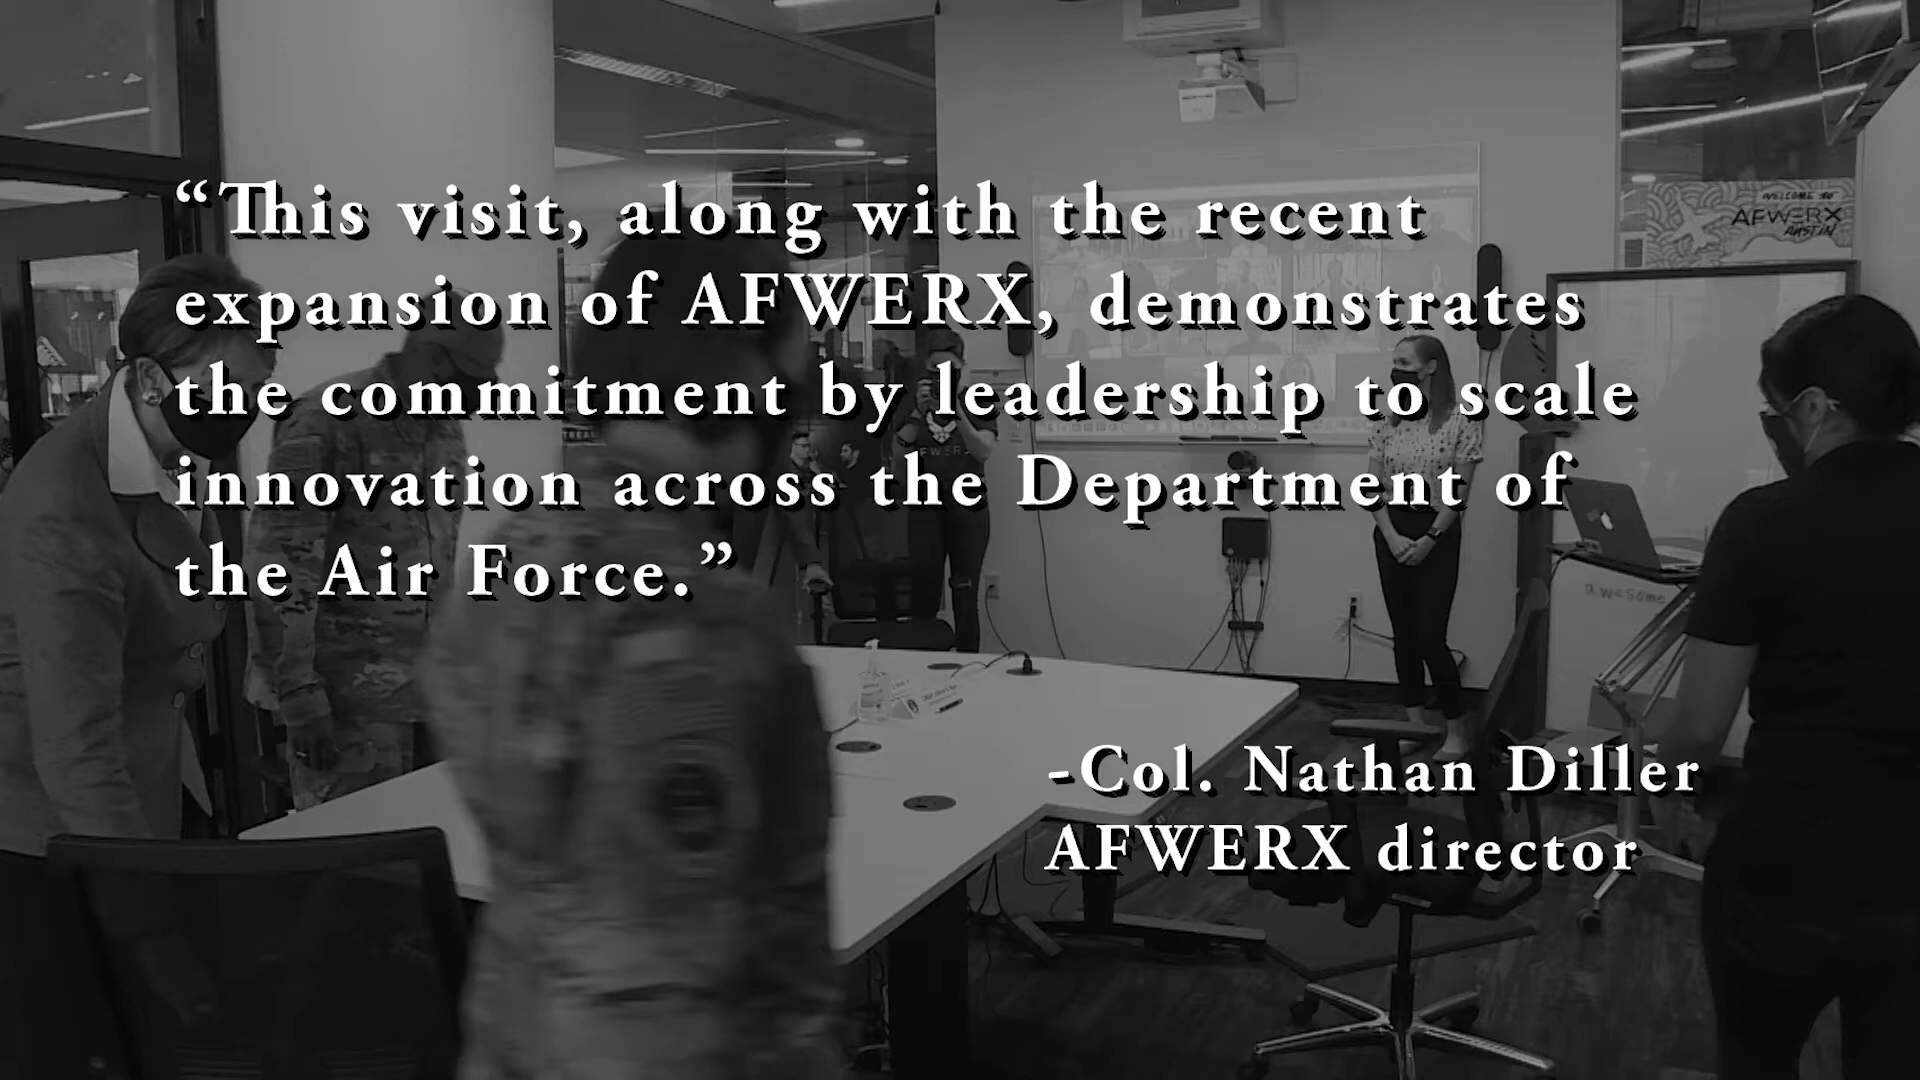 “This visit, along with the recent
expansion of AFWERX, demonstrates
the commitment by leadership to scale
innovation across the Department of
the Air Force.”
-Col. Nathan Diller
AFWERX director
WELCOME TO
AFWERX
AUSTIN
awesome